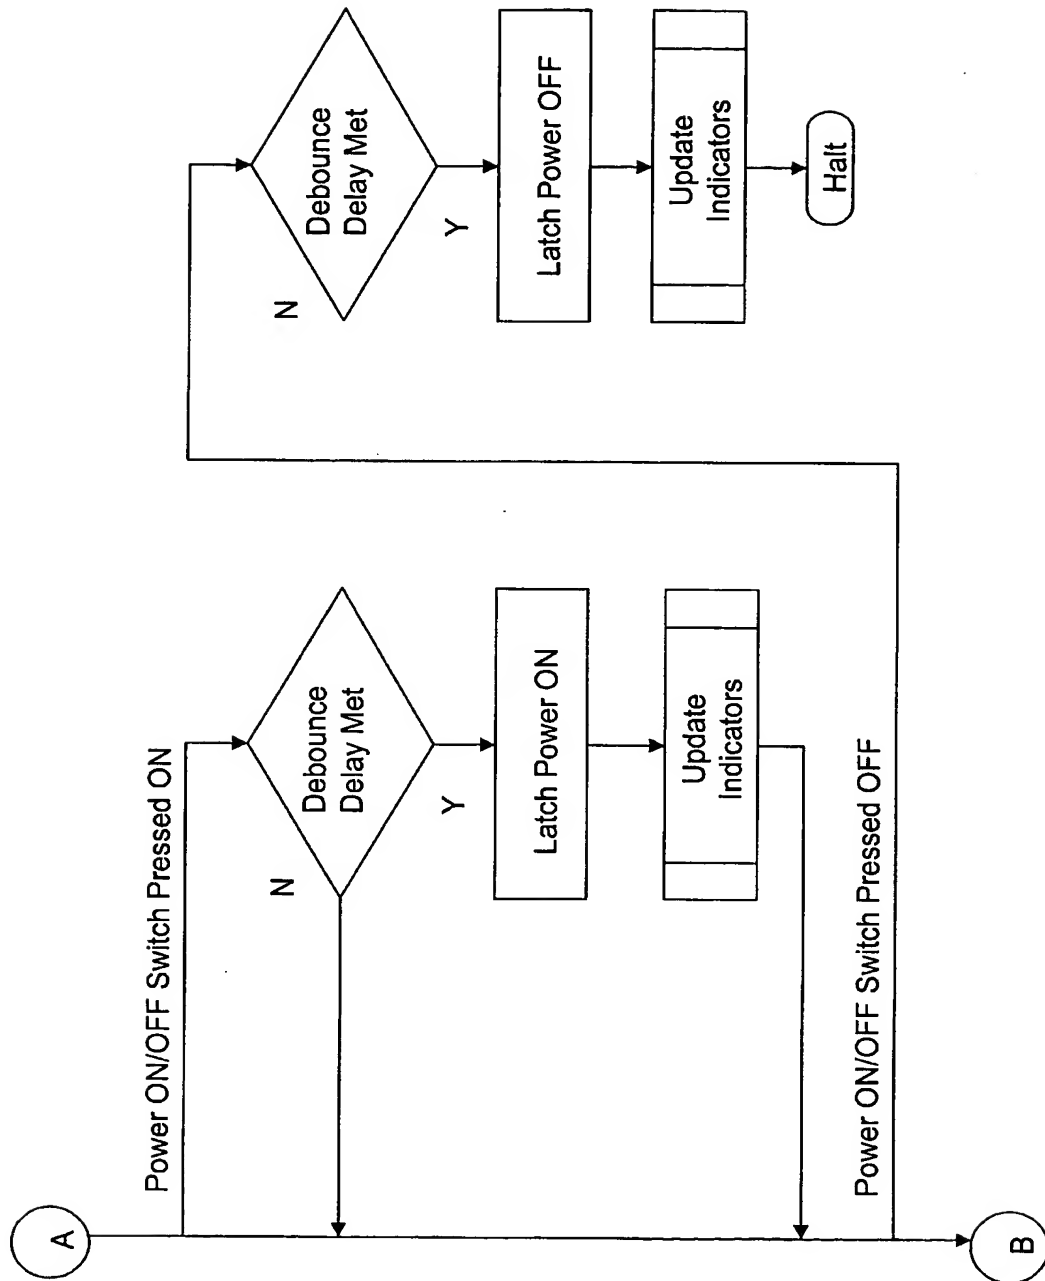 A
Power ON/OFF Switch Pressed ON
Debounce
Delay Met
N
Y
Latch Power ON
Update
Indicators
Power ON/OFF Switch Pressed OFF
B
Debounce
Delay Met
N
Y
Latch Power OFF
Update
Indicators
Halt